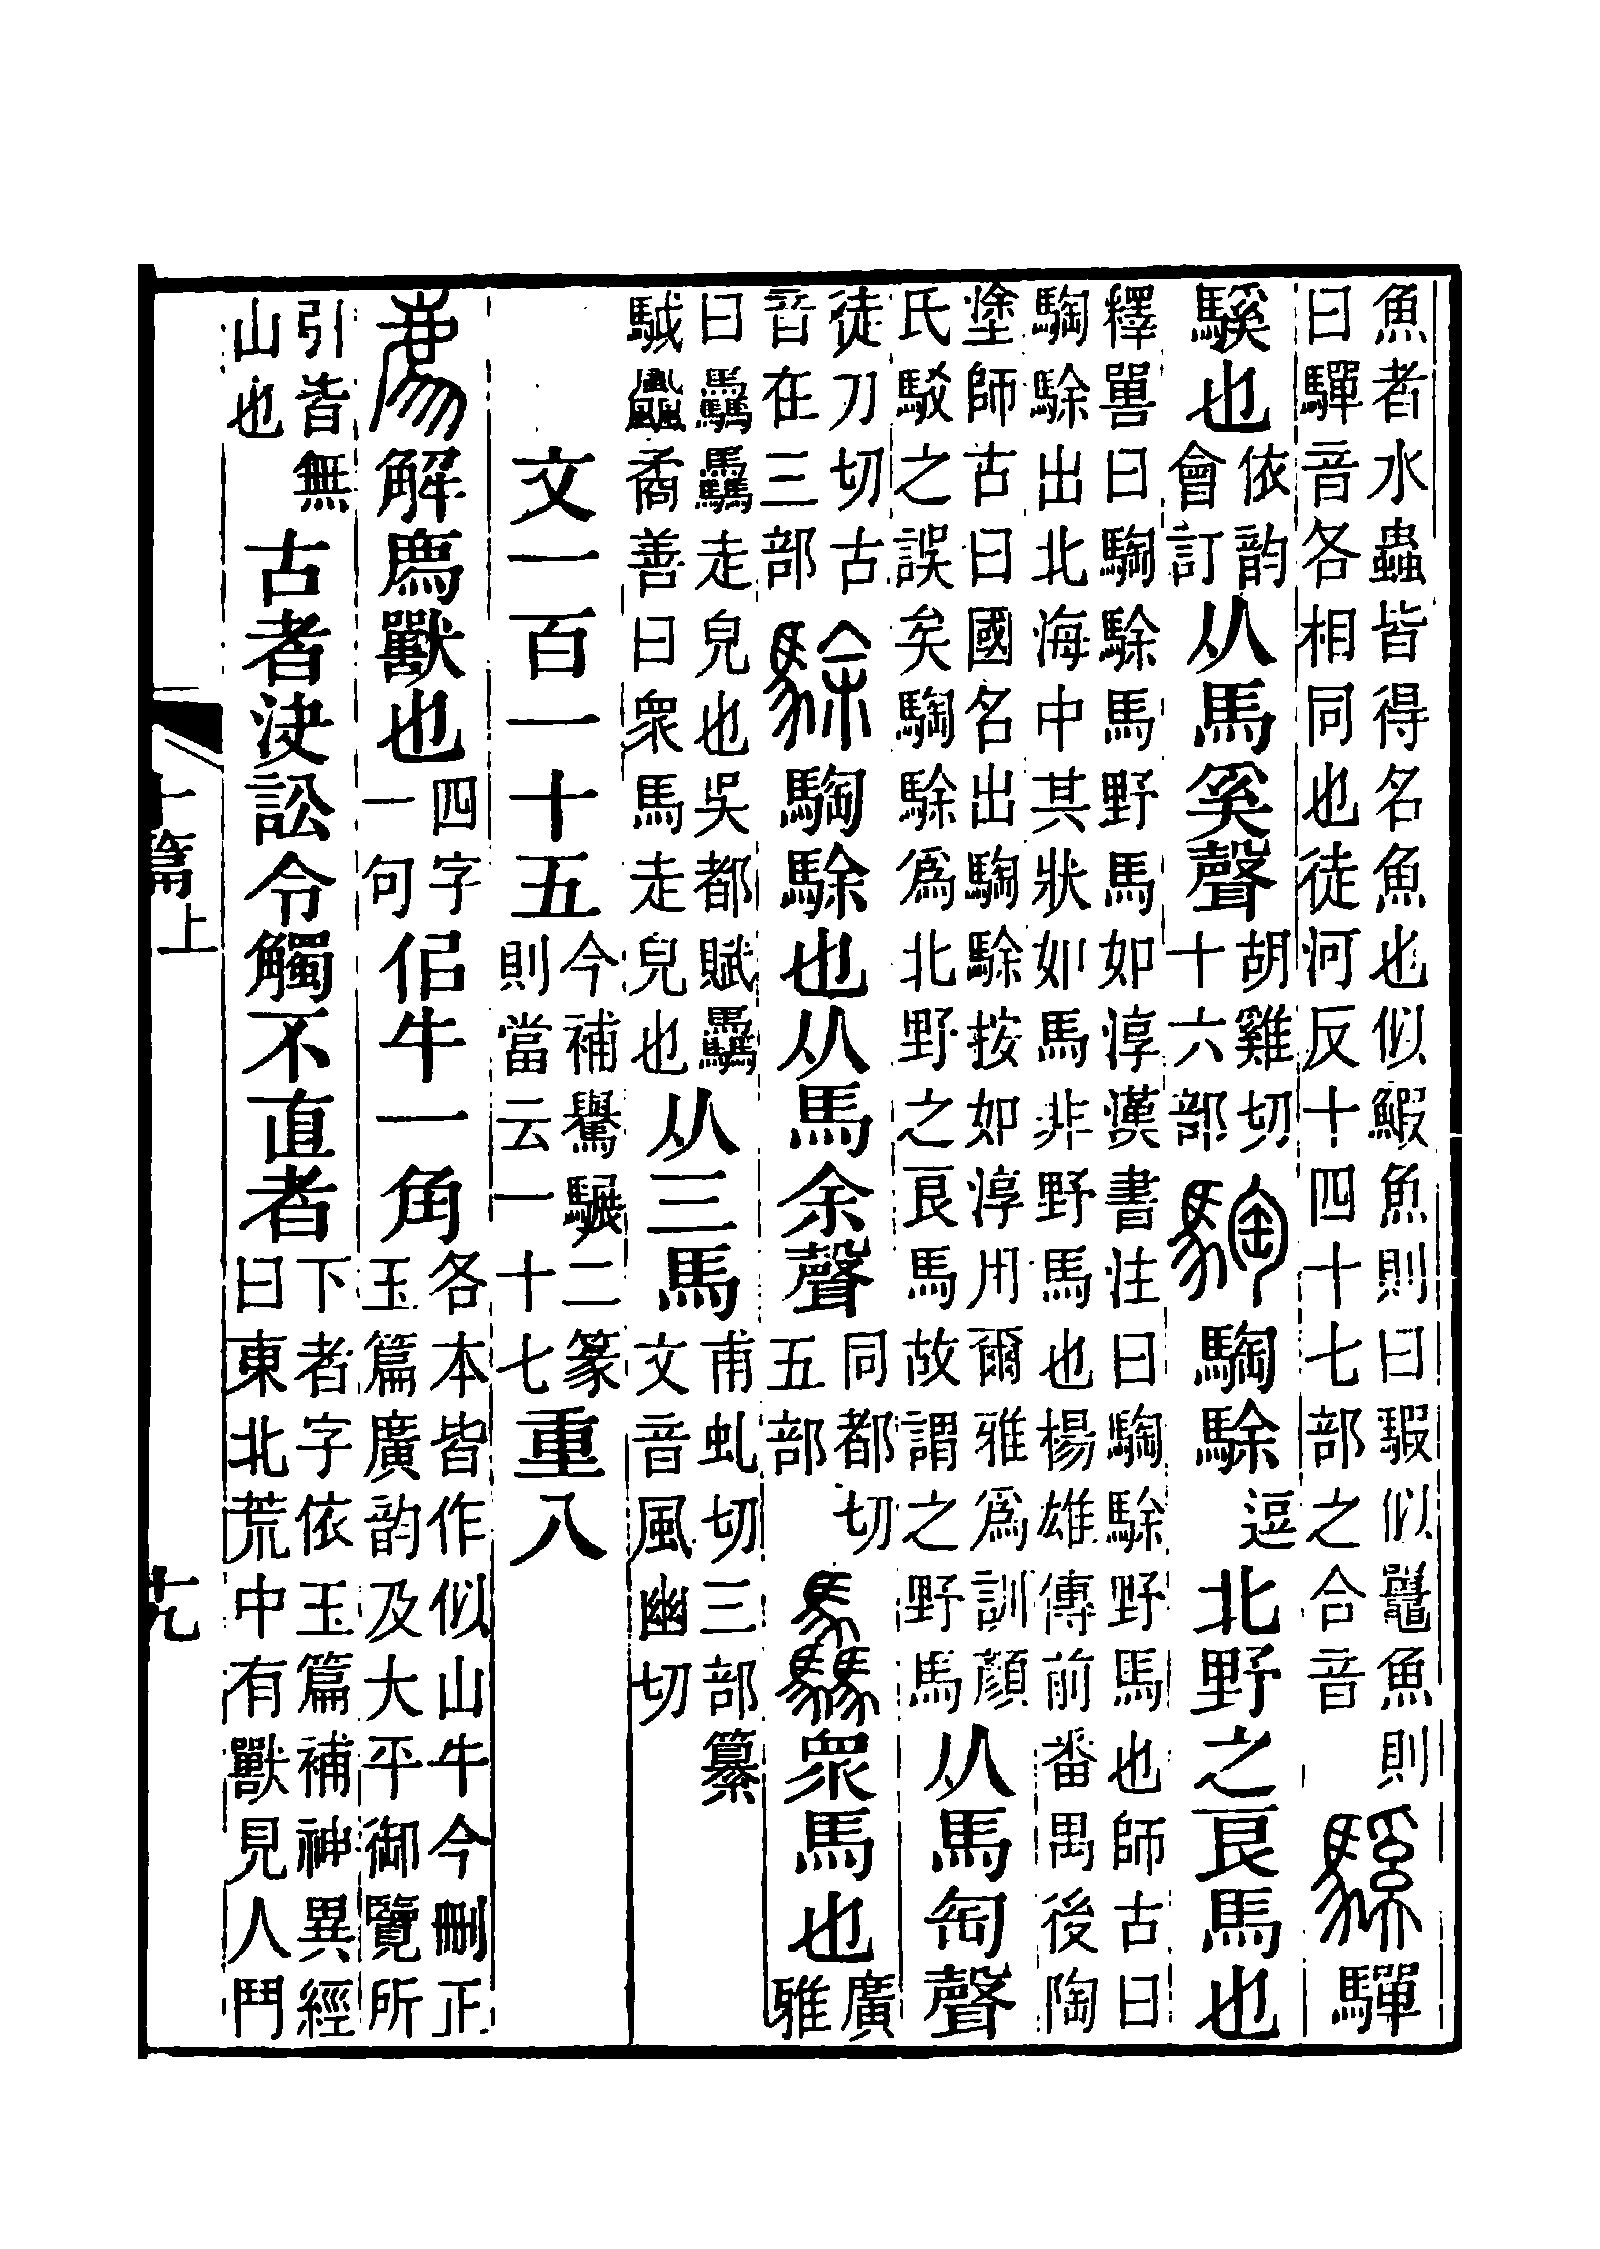 魚者水蟲皆得名魚也似鰕魚則曰騢似鼉魚則
曰驒音各相同也徒河反十四十七部之合音
騱驒
騱也依韵會訂从馬奚聲胡雞切十六部騊騊駼逗北野之良馬也
釋嘼曰騊駼馬野馬如淳漢書注曰騊駼野馬也師古曰
騊駼出北海中其狀如馬非野馬也楊雄傳前番禺後陶
塗師古曰國名出騊駼按如淳用爾雅爲訓顏
氏駁之誤矣騊駼爲北野之良馬故謂之野馬
从馬匋聲
徒刀切古音在三部駼騊駼也从馬余聲同都切五部驫衆馬也廣雅
曰驫驫走皃也吳都賦驫駥飍矞善曰衆馬走皃也从三馬甫虬切三部纂文音風幽切
文一百一十五今補驁𩥇二篆則當云一十七重八
廌解廌獸也四字一句佀牛一角各本皆作似山牛今刪正玉篇廣韵及大平御覽所
引皆無山也古者決訟令觸不直者下者字依玉篇補神異經曰東北荒中有獸見人鬥
十篇上
十九